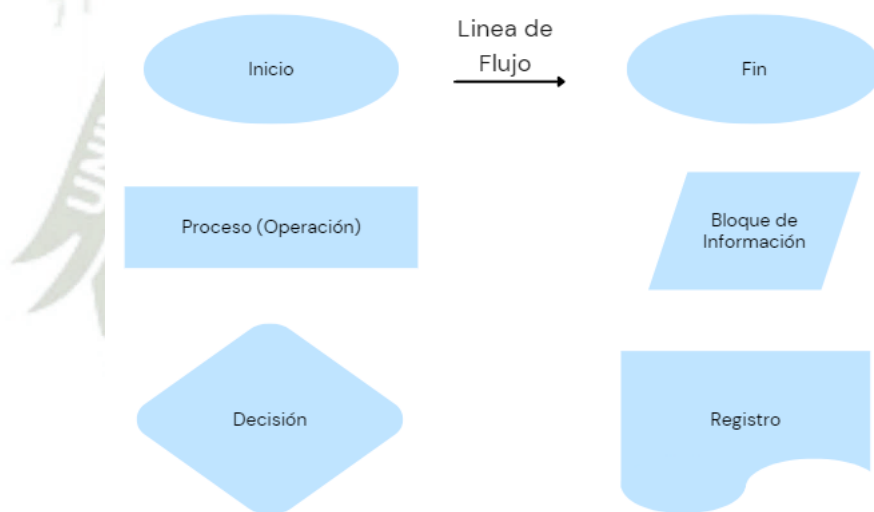 Inicio
Linea de
Flujo
Fin
Proceso (Operación)
Bloque de
Información
Decisión
Registro